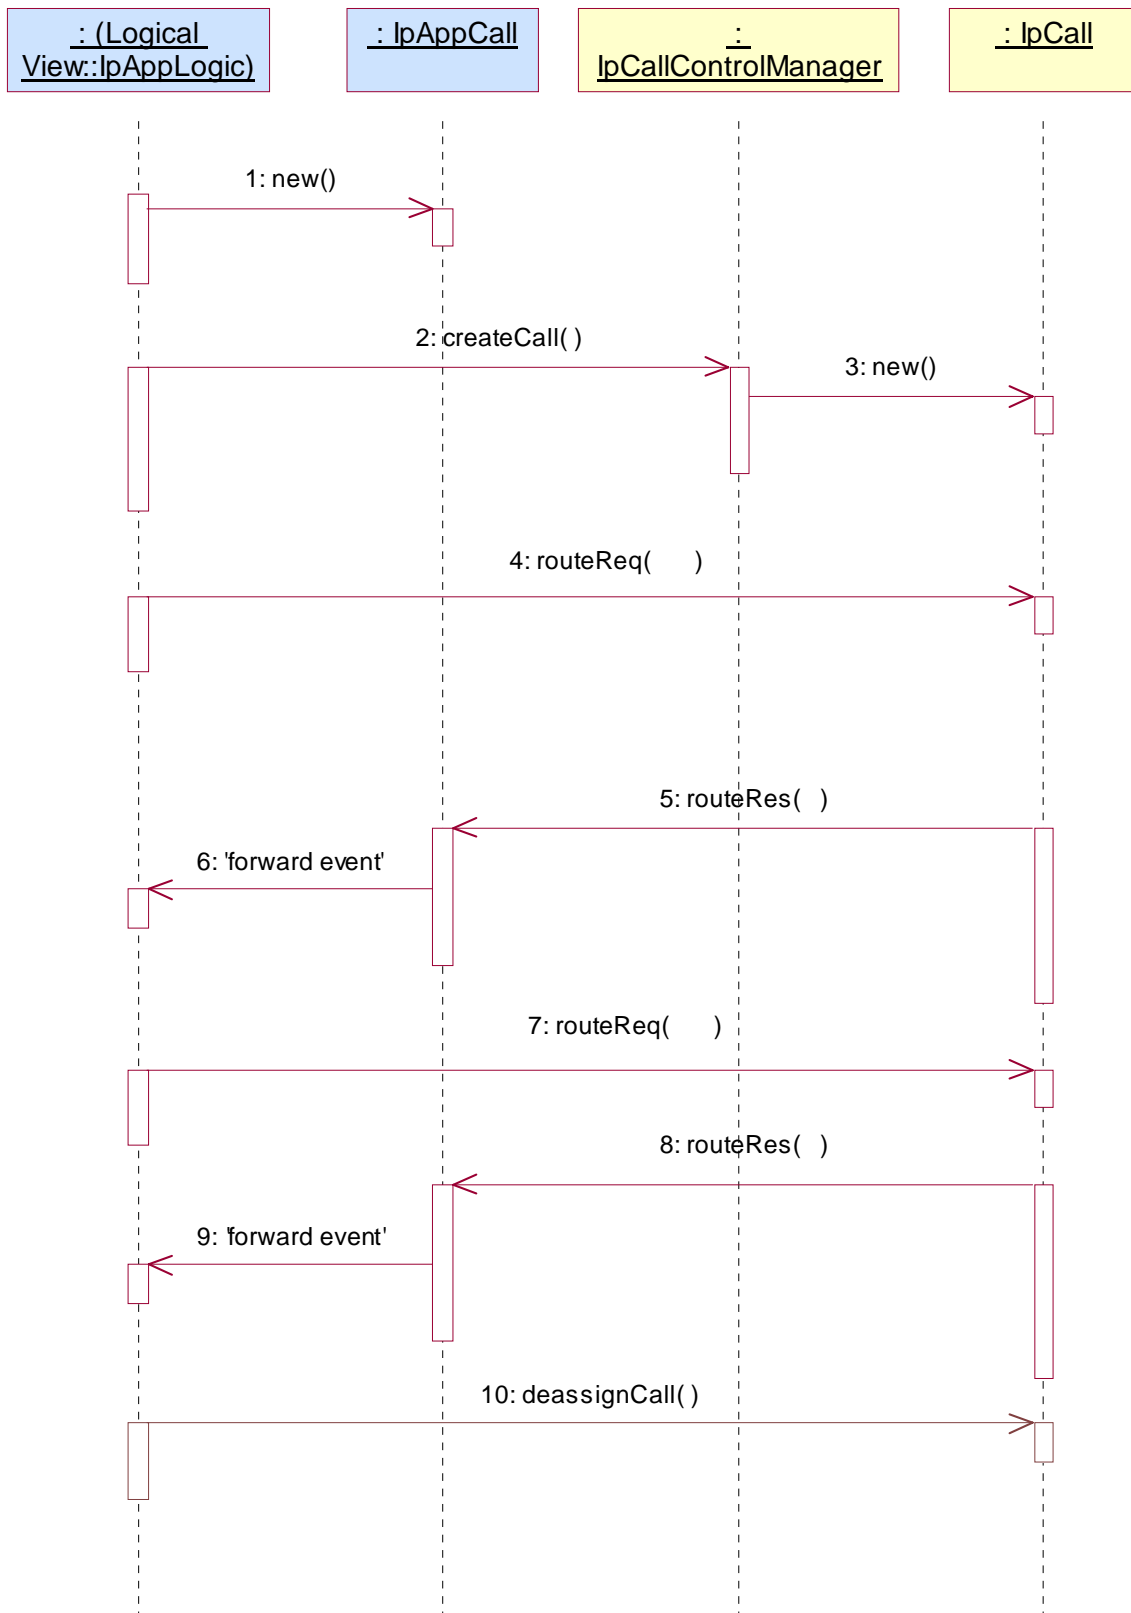 : (Logical
View::IpAppLogic)
: IpAppCall
:
IpCallControlManager
: IpCall
1: new()
2: createCall( )
3: new()
4: routeReq( )
5: routeRes( )
6: 'forward event'
7: routeReq( )
8: routeRes( )
9: 'forward event'
10: deassignCall( )